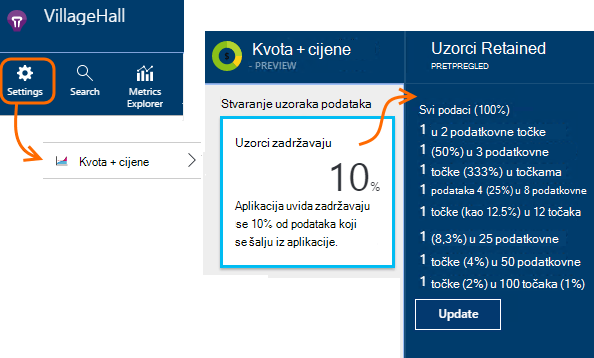 VillageHall
Settings
Search
Metrics
Explorer
Kvota + cijene
Kvota + cijene
- PREVIEW
Stvaranje uzoraka podataka
Uzorci zadržavaju
10%
Aplikacija uvida zadržavaju
se 10% od podataka koji
se šalju iz aplikacije.
Uzorci Retained
PRETPREGLED
Svi podaci (100%)
1 u 2 podatkovne točke
1 (50%) u 3 podatkovne
1 točke (333%) u točkama
1 podataka 4 (25%) u 8 podatkovne
1 točke (kao 12.5%) u 12 točaka
1 (8,3%) u 25 podatkovne
1 točke (4%) u 50 podatkovne
1 točke (2%) u 100 točaka (1%)
Update